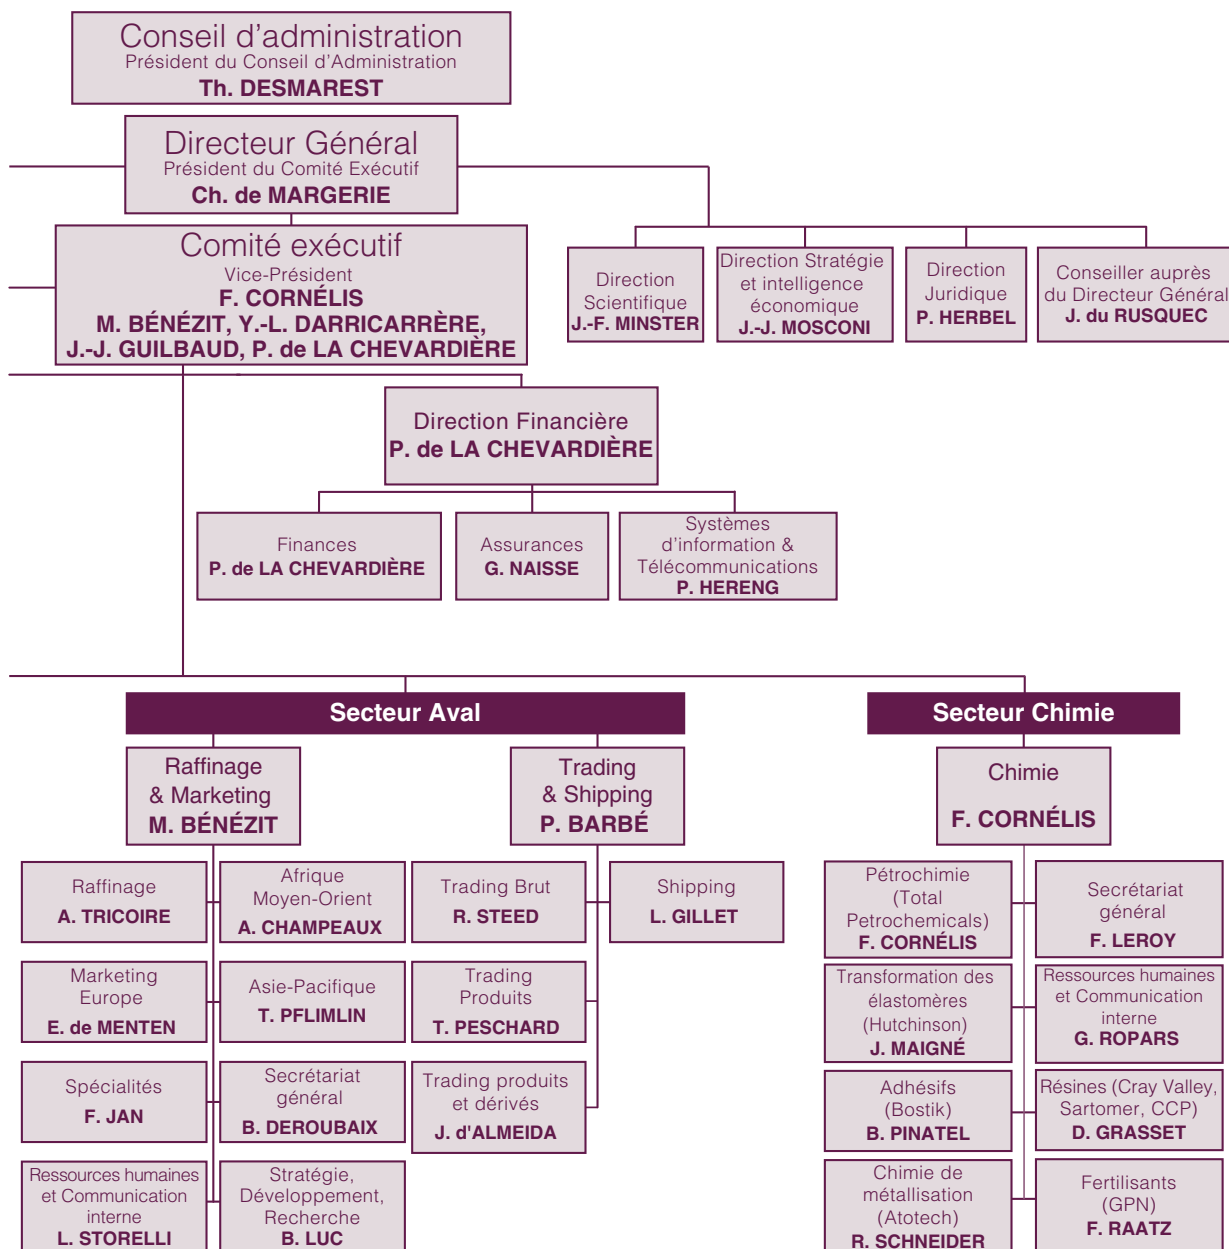 Conseil d'administration
Président du Conseil d'Administration
Th. DESMAREST
Directeur Général
Président du Comité Exécutif
Ch. de MARGERIE
Comité exécutif
Vice-Président
F. CORNÉLIS
M. BÉNÉZIT, Y.-L. DARRICARRÈRE,
J.-J. GUILBAUD, P. de LA CHEVARDIÈRE
Direction
Scientifique
J.-F. MINSTER
Direction Stratégie
et intelligence
économique
J.-J. MOSCONI
Direction
Juridique
P. HERBEL
Conseiller auprès
du Directeur Général
J. du RUSQUEC
Direction Financière
P. de LA CHEVARDIÈRE
Finances
P. de LA CHEVARDIÈRE
Assurances
G. NAISSE
Systèmes
d'information &
Télécommunications
P. HERENG
Secteur Aval
Raffinage
& Marketing
M. BÉNÉZIT
Trading
& Shipping
P. BARBÉ
Raffinage
A. TRICOIRE
Afrique
Moyen-Orient
A. CHAMPEAUX
Trading Brut
R. STEED
Shipping
L. GILLET
Marketing
Europe
E. de MENTEN
Asie-Pacifique
T. PFLIMLIN
Trading
Produits
T. PESCHARD
Spécialités
F. JAN
Secrétariat
général
B. DEROUBAIX
Trading produits
et dérivés
J. d'ALMEIDA
Ressources humaines
et Communication
interne
L. STORELLI
Stratégie,
Développement,
Recherche
B. LUC
Secteur Chimie
Chimie
F. CORNÉLIS
Pétrochimie
(Total
Petrochemicals)
F. CORNÉLIS
Secrétariat
général
F. LEROY
Transformation des
élastomères
(Hutchinson)
J. MAIGNÉ
Ressources humaines
et Communication
interne
G. ROPARS
Adhésifs
(Bostik)
B. PINATEL
Résines (Cray Valley,
Sartomer, CCP)
D. GRASSET
Chimie de
métallisation
(Atotech)
R. SCHNEIDER
Fertilisants
(GPN)
F. RAATZ